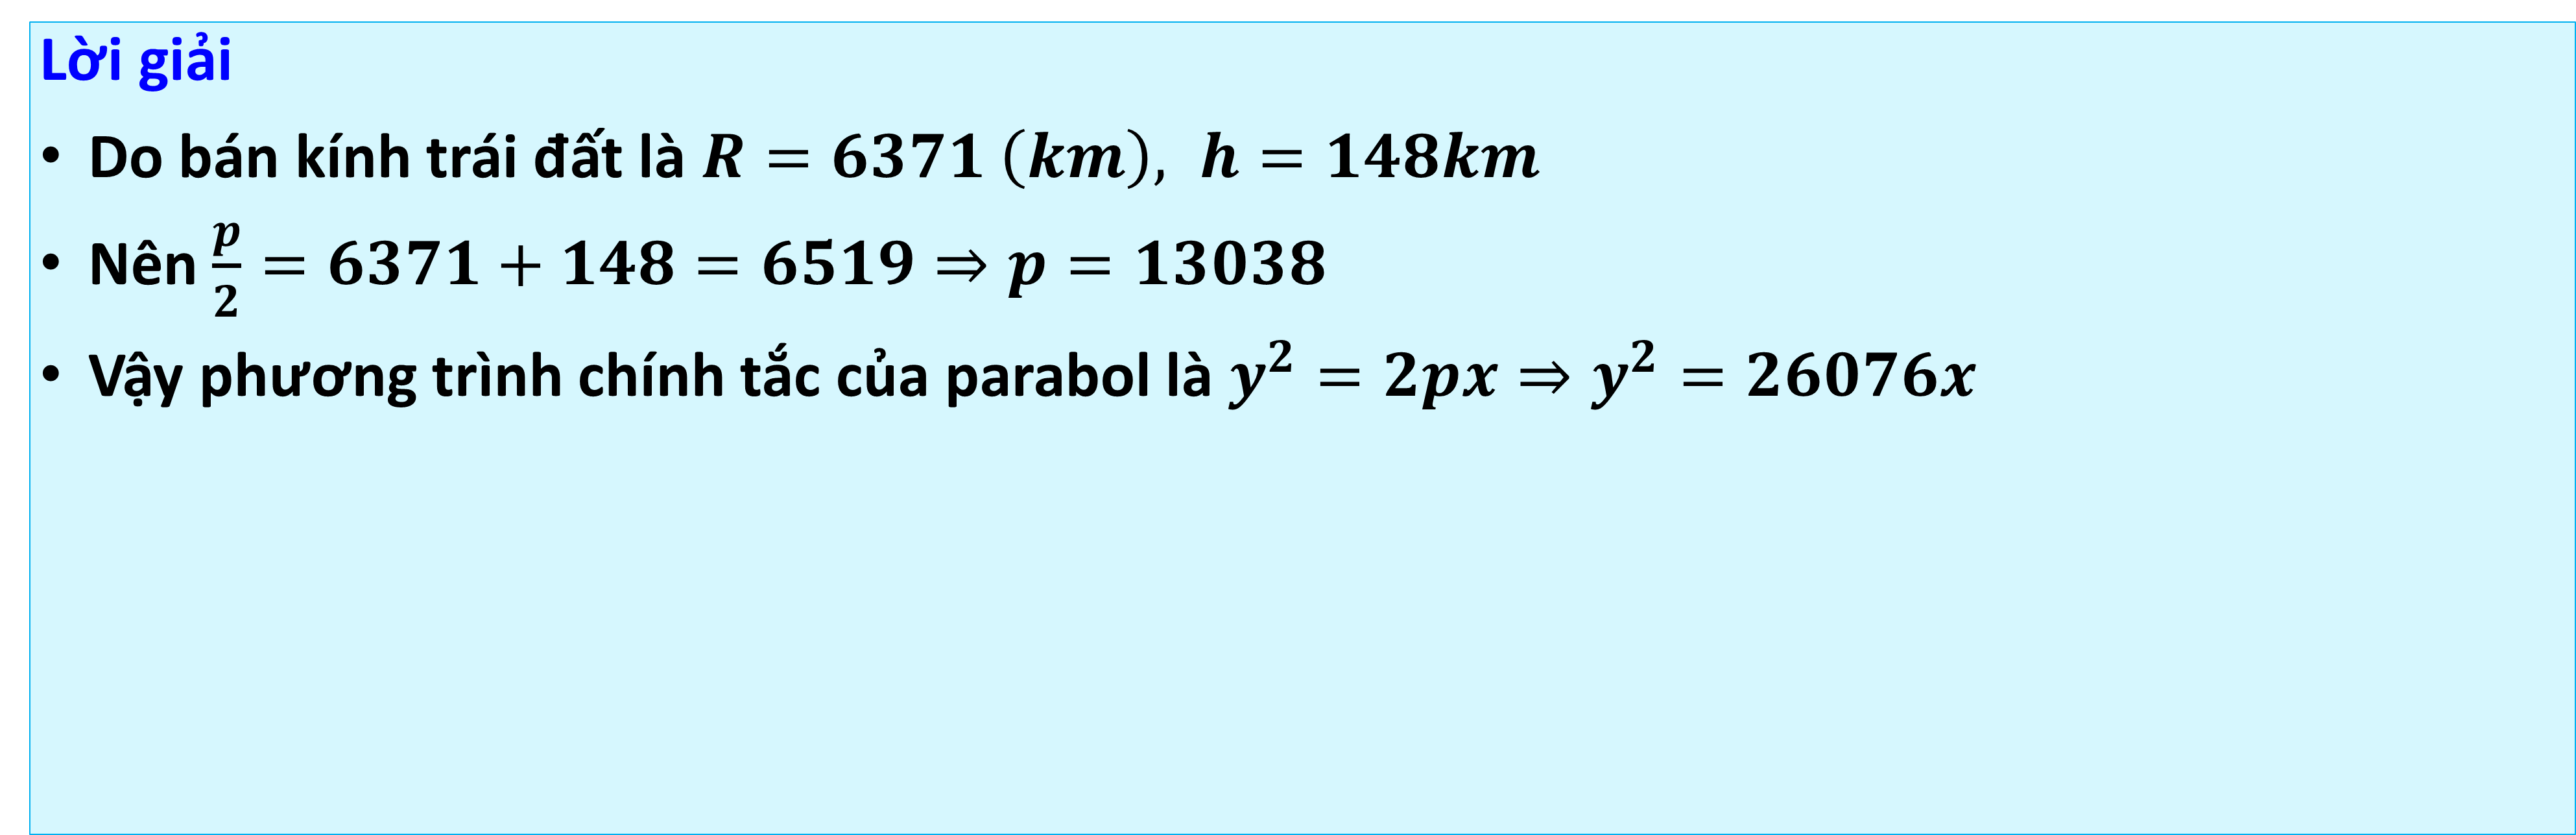 Lời giải
• Do bán kính trái đất là R = 6371 (km), h = 148km
• Nên p/2 = 6371 + 148 = 6519 ⇒ p = 13038
• Vậy phương trình chính tắc của parabol là y² = 2px ⇒ y² = 26076x